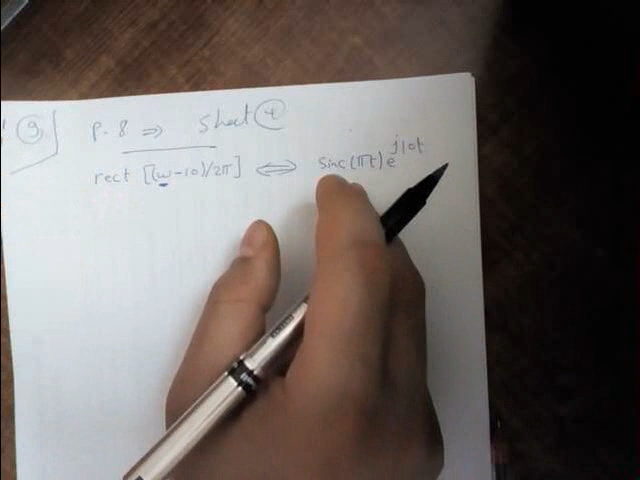 9
P. 8 ⇒ Sheet 4
rect [(w-10)/2π] ⇔ sinc(πt) e^j10t